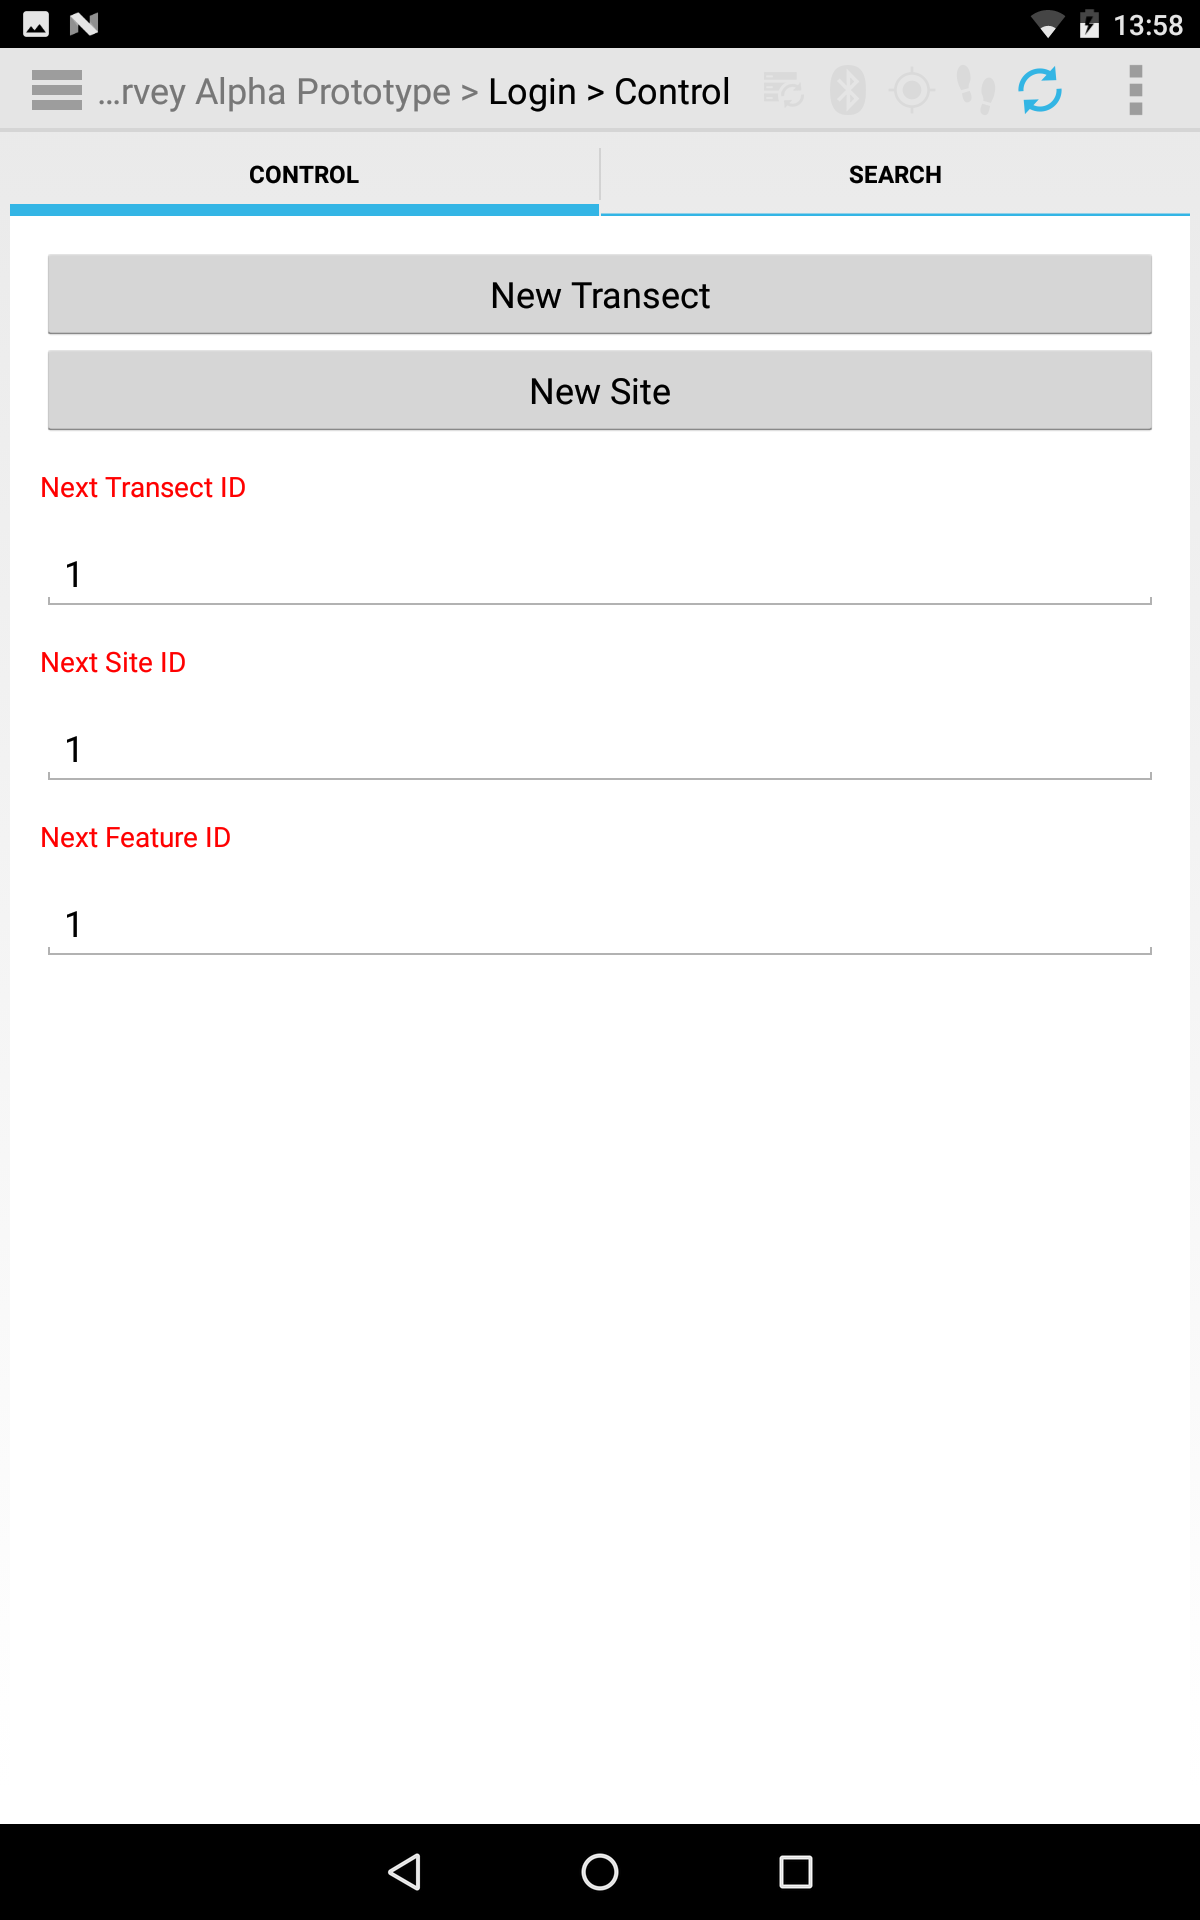 13:58
…rvey Alpha Prototype > Login > Control
CONTROL
SEARCH
New Transect
New Site
Next Transect ID
1
Next Site ID
1
Next Feature ID
1